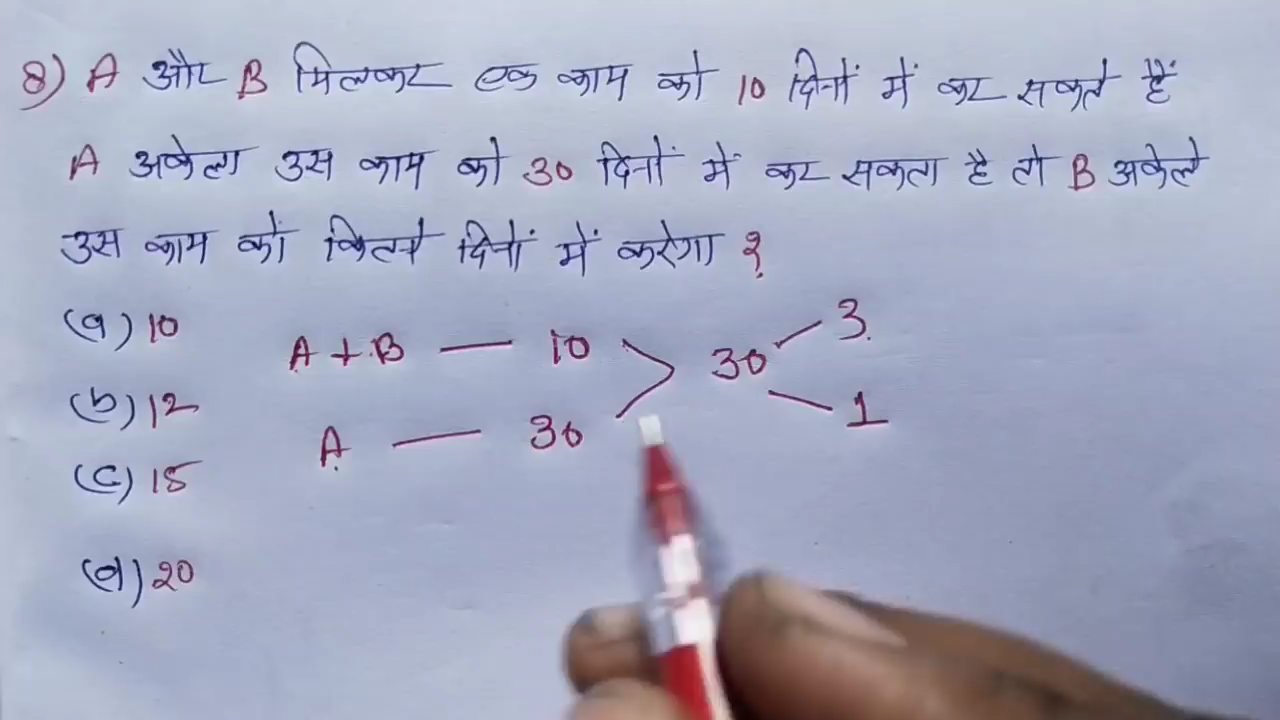 8) A और B मिलकर एक काम को 10 दिनों में कर सकते हैं
A अकेला उस काम को 30 दिनों में कर सकता है तो B अकेले
उस काम को कितने दिनों में करेगा ?
(a) 10
(b) 12
(c) 15
(d) 20
A + B — 10
A — 30
30
3
1